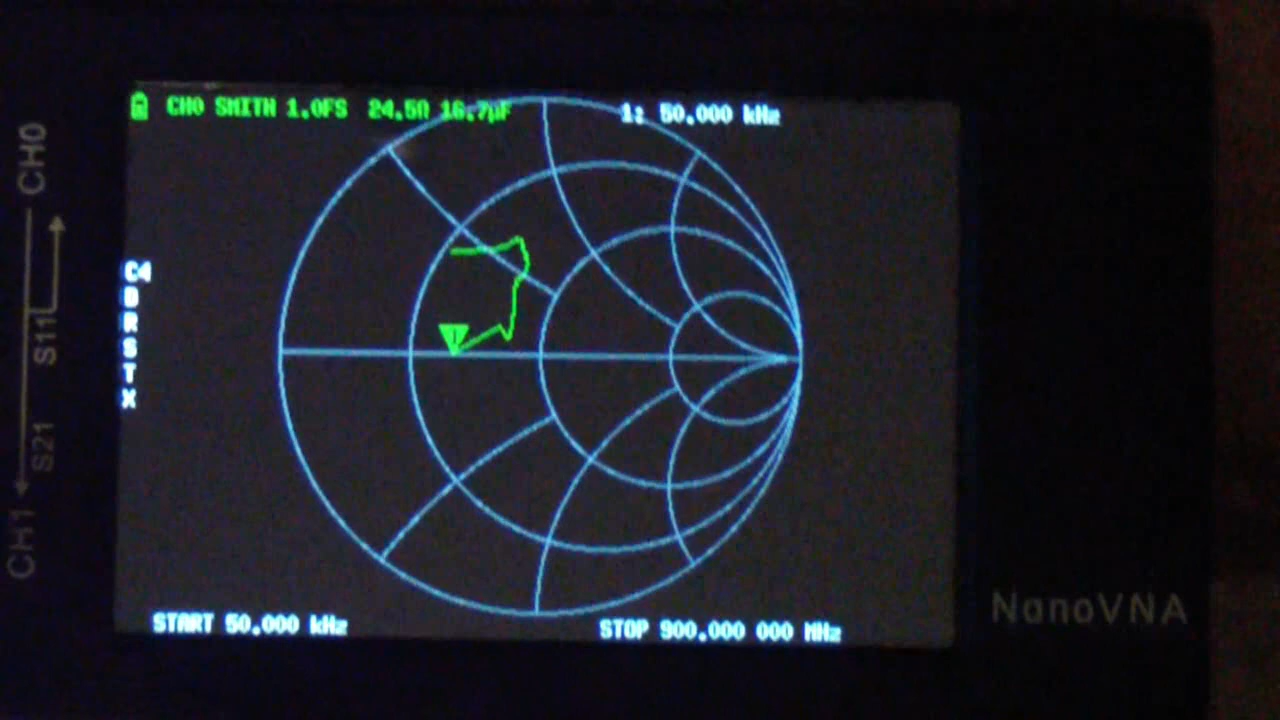 CH0 SMITH 1.0FS 24.5Ω 16.7µF
1: 50.000 kHz
CH0
S11
S21
CH1
C4
D
R
S
T
X
1
START 50.000 kHz
STOP 900.000 000 MHz
NanoVNA